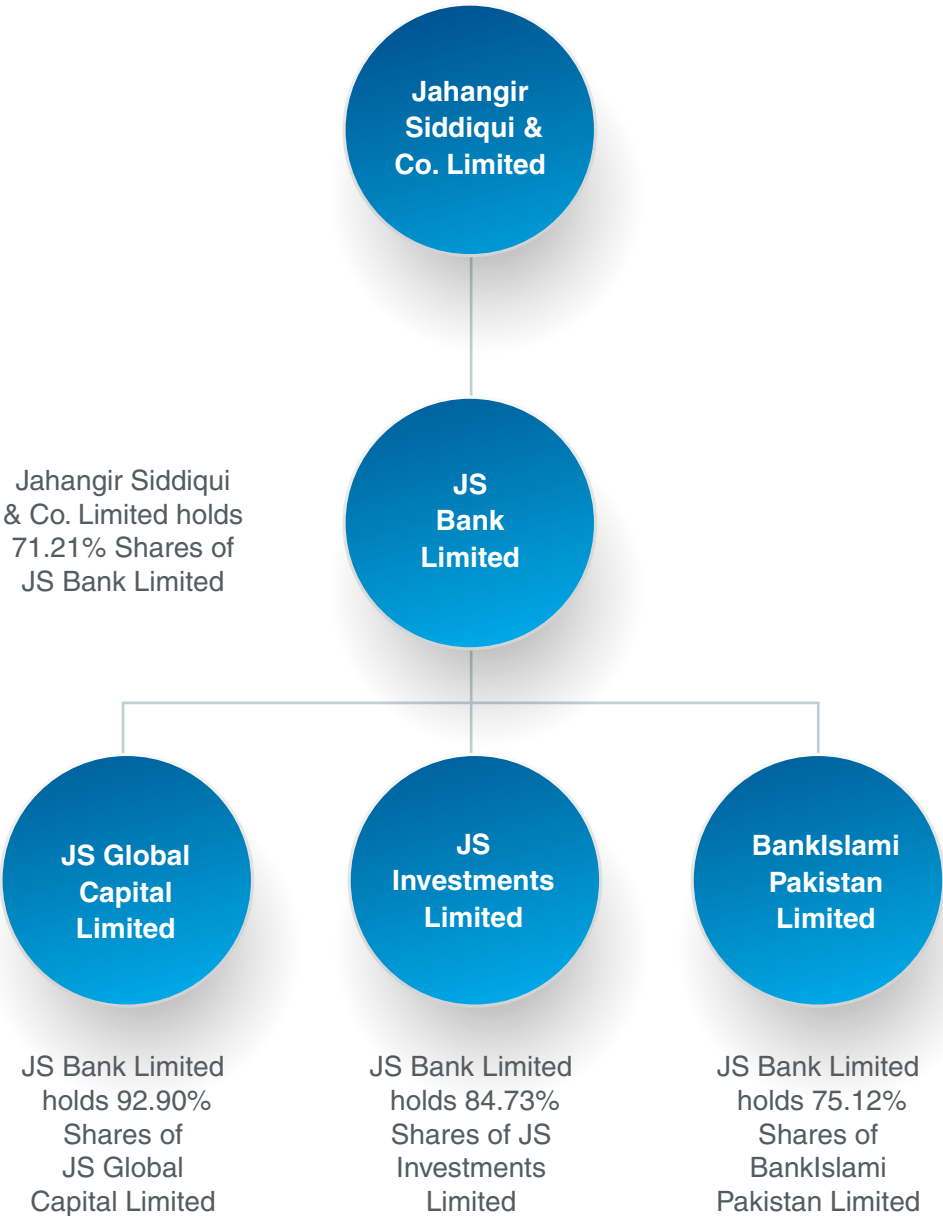 Jahangir
Siddiqui &
Co. Limited
Jahangir Siddiqui
& Co. Limited holds
71.21% Shares of
JS Bank Limited
JS
Bank
Limited
JS Global
Capital
Limited
JS
Investments
Limited
BankIslami
Pakistan
Limited
JS Bank Limited
holds 92.90%
Shares of
JS Global
Capital Limited
JS Bank Limited
holds 84.73%
Shares of JS
Investments
Limited
JS Bank Limited
holds 75.12%
Shares of
BankIslami
Pakistan Limited